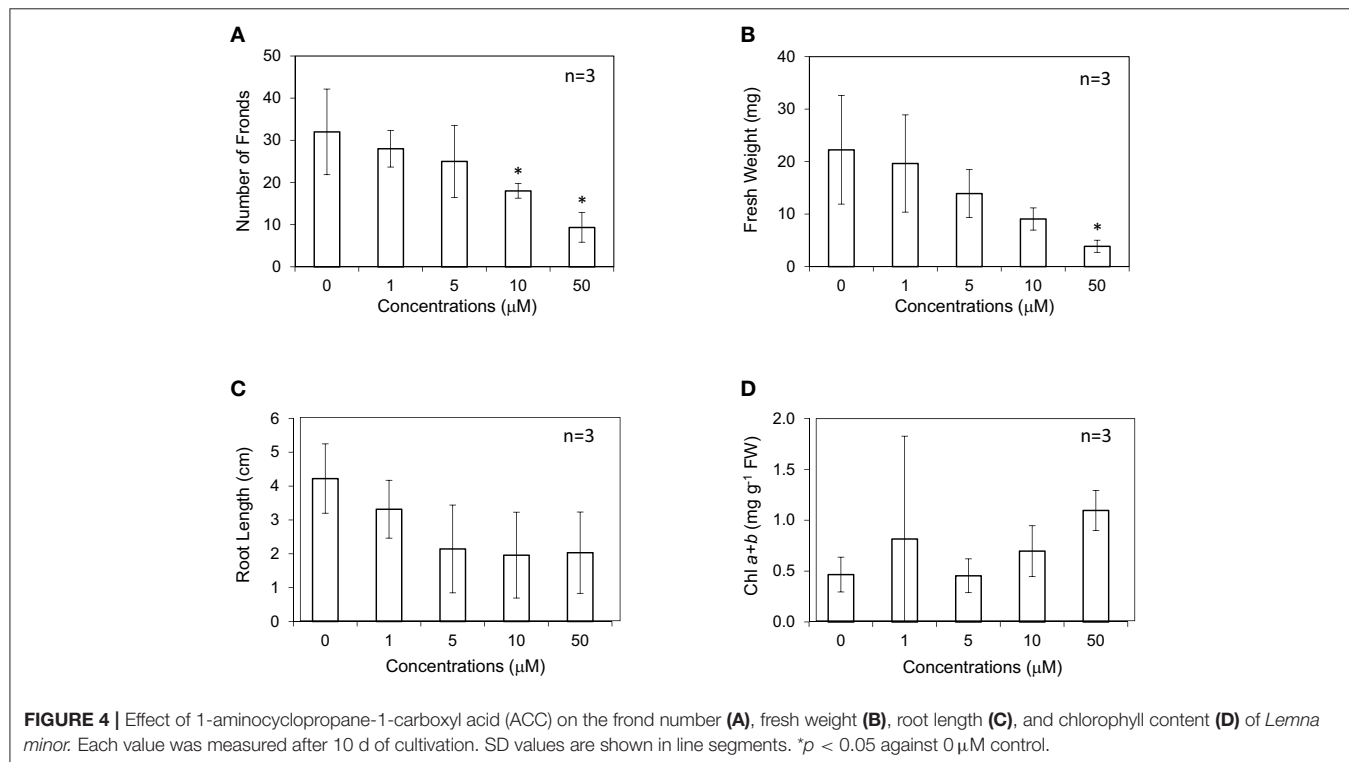 A
50
40
30
20
10
0
Number of Fronds
n=3
*
*
0 1 5 10 50
Concentrations (μM)
B
40
30
20
10
0
Fresh Weight (mg)
n=3
*
0 1 5 10 50
Concentrations (μM)
C
6
5
4
3
2
1
0
Root Length (cm)
n=3
0 1 5 10 50
Concentrations (μM)
D
2.0
1.5
1.0
0.5
0.0
Chl a+b (mg g-1 FW)
n=3
0 1 5 10 50
Concentrations (μM)
FIGURE 4 | Effect of 1-aminocyclopropane-1-carboxyl acid (ACC) on the frond number (A), fresh weight (B), root length (C), and chlorophyll content (D) of Lemna
minor. Each value was measured after 10 d of cultivation. SD values are shown in line segments. *p < 0.05 against 0 μM control.